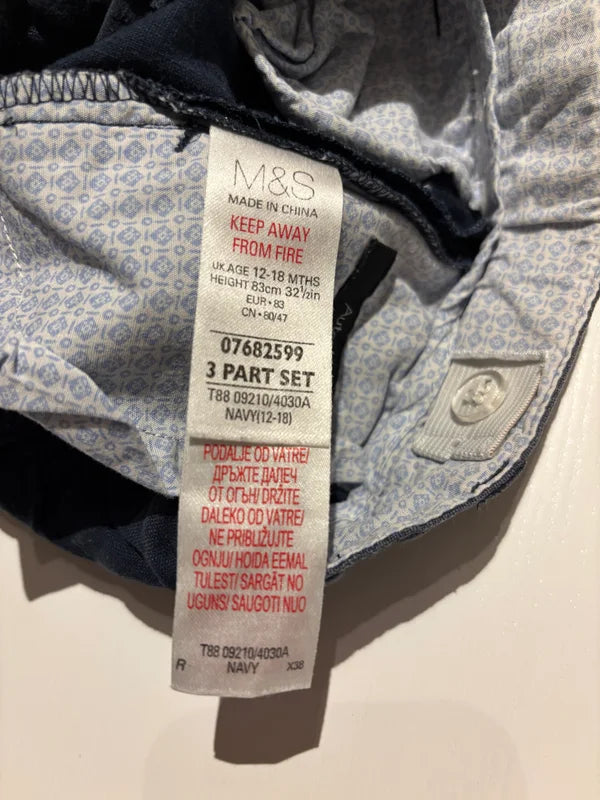 M&S
MADE IN CHINA
KEEP AWAY
FROM FIRE
UK.AGE 12-18 MTHS
HEIGHT 83cm 32½in
EUR • 83
CN • 80/47
07682599
3 PART SET
T88 09210/4030A
NAVY(12-18)
PODALJE OD VATRE/
ДРЪЖТЕ ДАЛЕЧ
ОТ ОГЪН/ DRŽITE
DALEKO OD VATRE/
NE PRIBLIŽUJTE
OGNJU/ HOIDA EEMAL
TULEST/ SARGĀT NO
UGUNS/ SAUGOTI NUO
T88 09210/4030A
R NAVY X38
Aut